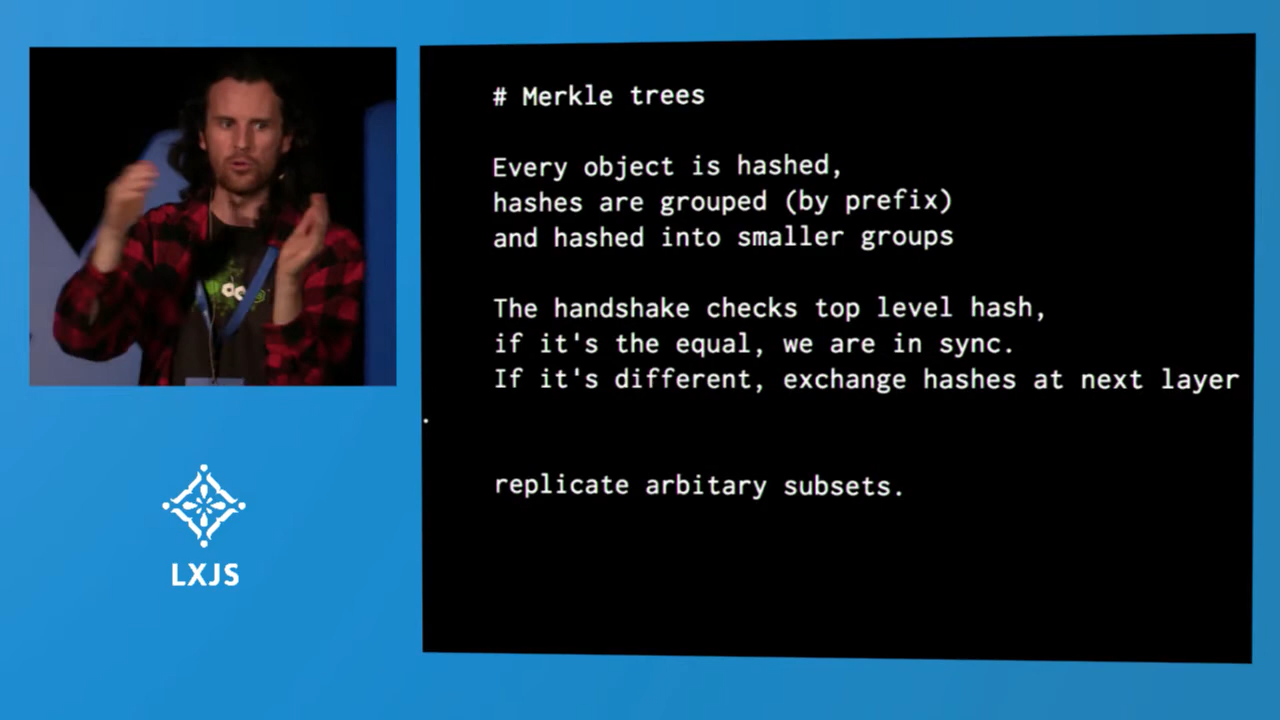 # Merkle trees
Every object is hashed,
hashes are grouped (by prefix)
and hashed into smaller groups
The handshake checks top level hash,
if it's the equal, we are in sync.
If it's different, exchange hashes at next layer
.
replicate arbitary subsets.
LXJS